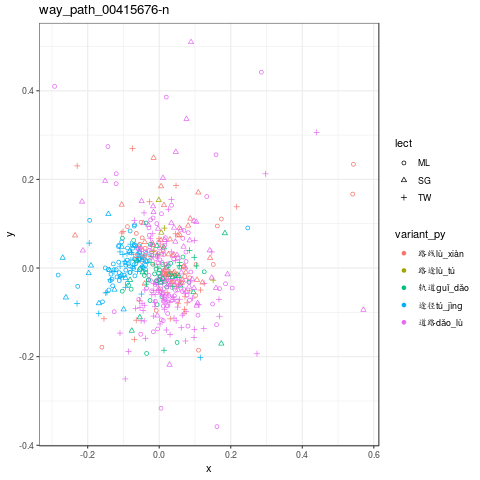 way_path_00415676-n
0.4
0.2
0.0
-0.2
-0.4
y
-0.2
0.0
0.2
0.4
0.6
x
lect
ML
SG
TW
variant_py
路线lù_xiàn
路途lù_tú
轨道guǐ_dào
途径tú_jìng
道路dào_lù